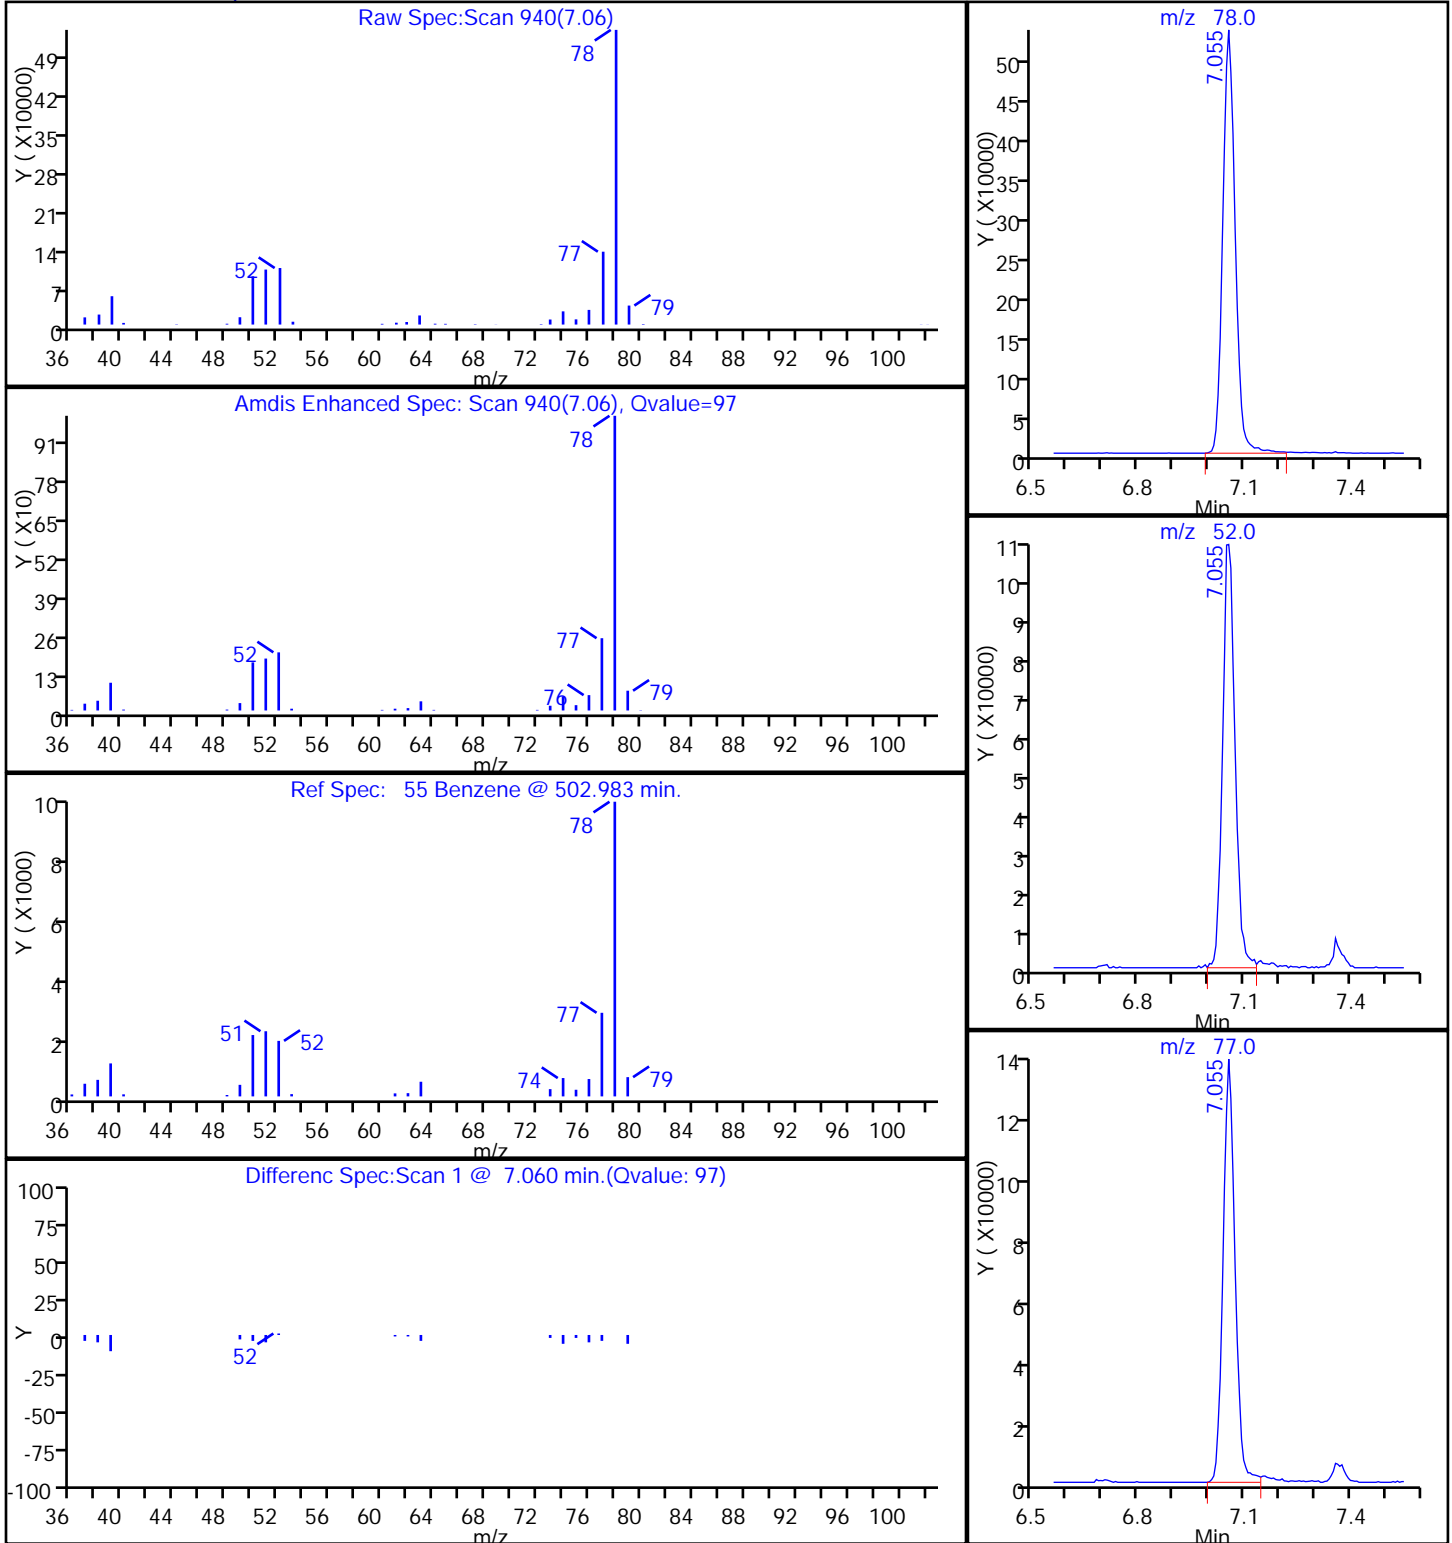 Raw Spec:Scan 940(7.06)
Y ( X10000)
49
42
35
28
21
14
7
0
78
77
52
79
36 40 44 48 52 56 60 64 68 72 76 80 84 88 92 96 100
m/z
Amdis Enhanced Spec: Scan 940(7.06), Qvalue=97
Y ( X10)
91
78
65
52
39
26
13
0
78
77
52
76
79
36 40 44 48 52 56 60 64 68 72 76 80 84 88 92 96 100
m/z
Ref Spec: 55 Benzene @ 502.983 min.
Y ( X1000)
10
8
6
4
2
0
78
77
51
52
74
79
36 40 44 48 52 56 60 64 68 72 76 80 84 88 92 96 100
m/z
Differenc Spec:Scan 1 @ 7.060 min.(Qvalue: 97)
Y
100
75
50
25
0
-25
-50
-75
-100
52
36 40 44 48 52 56 60 64 68 72 76 80 84 88 92 96 100
m/z
m/z 78.0
7.055
Y ( X10000)
50
45
40
35
30
25
20
15
10
5
0
6.5 6.8 7.1 7.4
Min
m/z 52.0
7.055
Y ( X10000)
11
10
9
8
7
6
5
4
3
2
1
0
6.5 6.8 7.1 7.4
Min
m/z 77.0
7.055
Y ( X10000)
14
12
10
8
6
4
2
0
6.5 6.8 7.1 7.4
Min